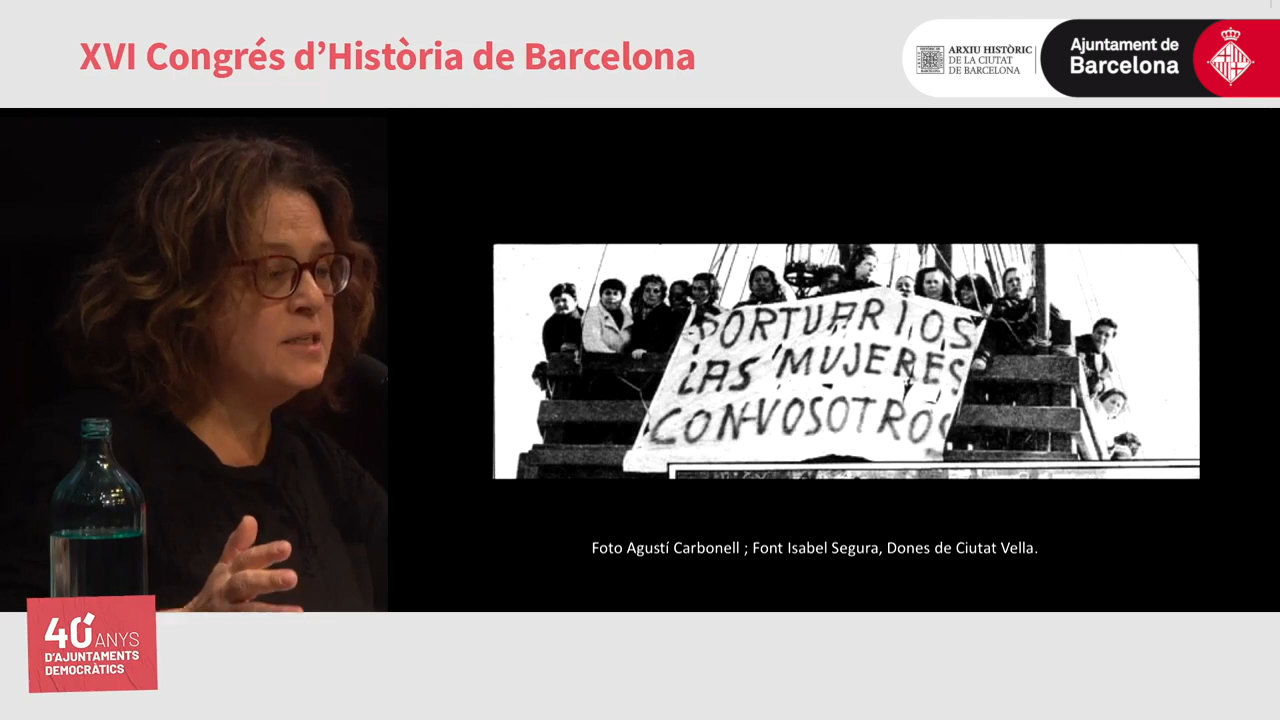 XVI Congrés d’Història de Barcelona
ARXIU HISTÒRIC
DE LA CIUTAT
DE BARCELONA
Ajuntament de
Barcelona
PORTUARIOS
LAS MUJERES
CON VOSOTROS
Foto Agustí Carbonell ; Font Isabel Segura, Dones de Ciutat Vella.
40 ANYS
D'AJUNTAMENTS
DEMOCRÀTICS